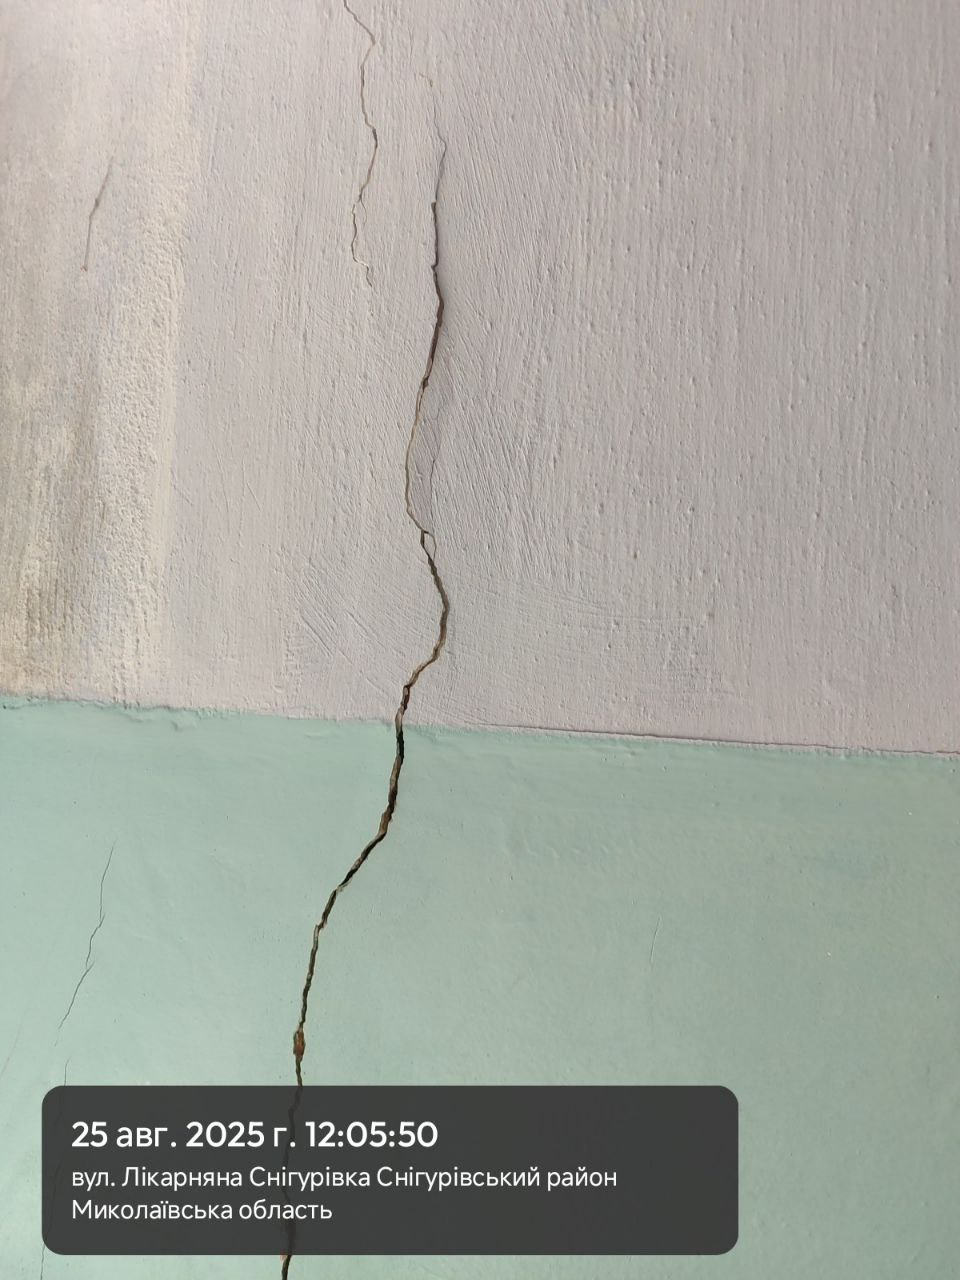 25 авг. 2025 г. 12:05:50
вул. Лікарняна Снігурівка Снігурівський район
Миколаївська область